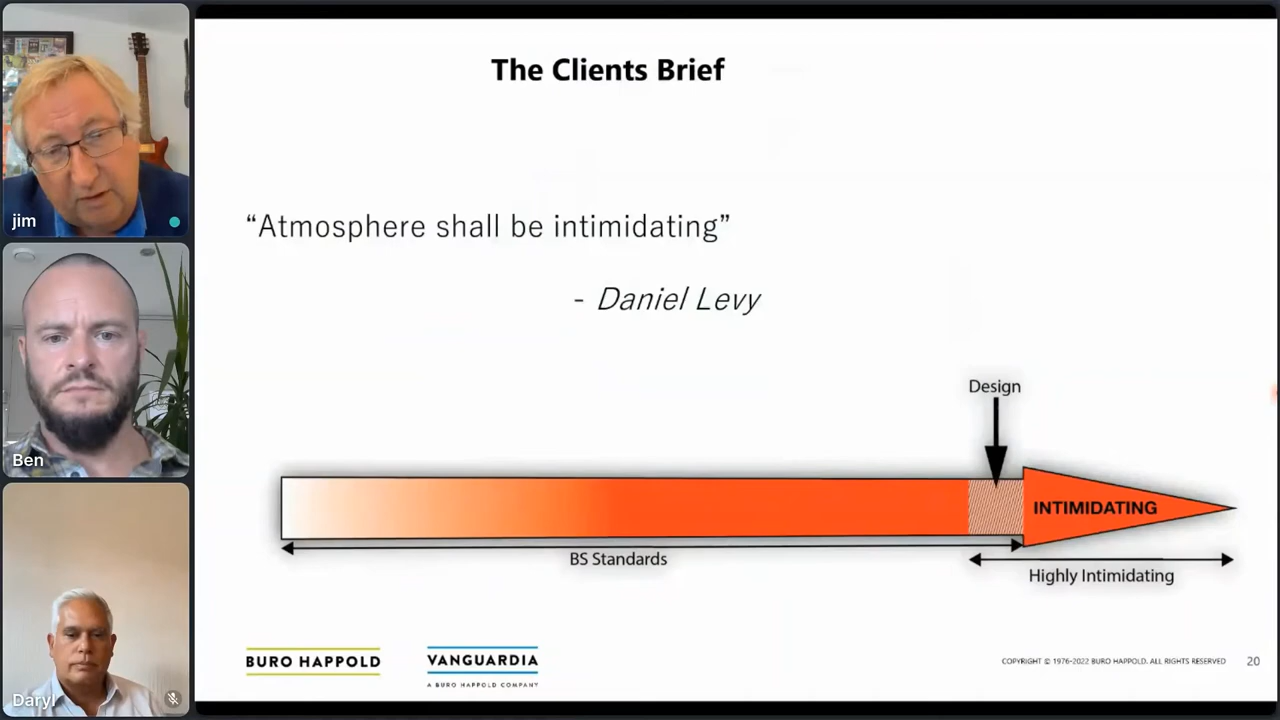 The Clients Brief
“Atmosphere shall be intimidating”
- Daniel Levy
Design
INTIMIDATING
BS Standards
Highly Intimidating
BURO HAPPOLD
VANGUARDIA
A BURO HAPPOLD COMPANY
COPYRIGHT © 1976-2022 BURO HAPPOLD. ALL RIGHTS RESERVED
20
jim
Ben
Daryl